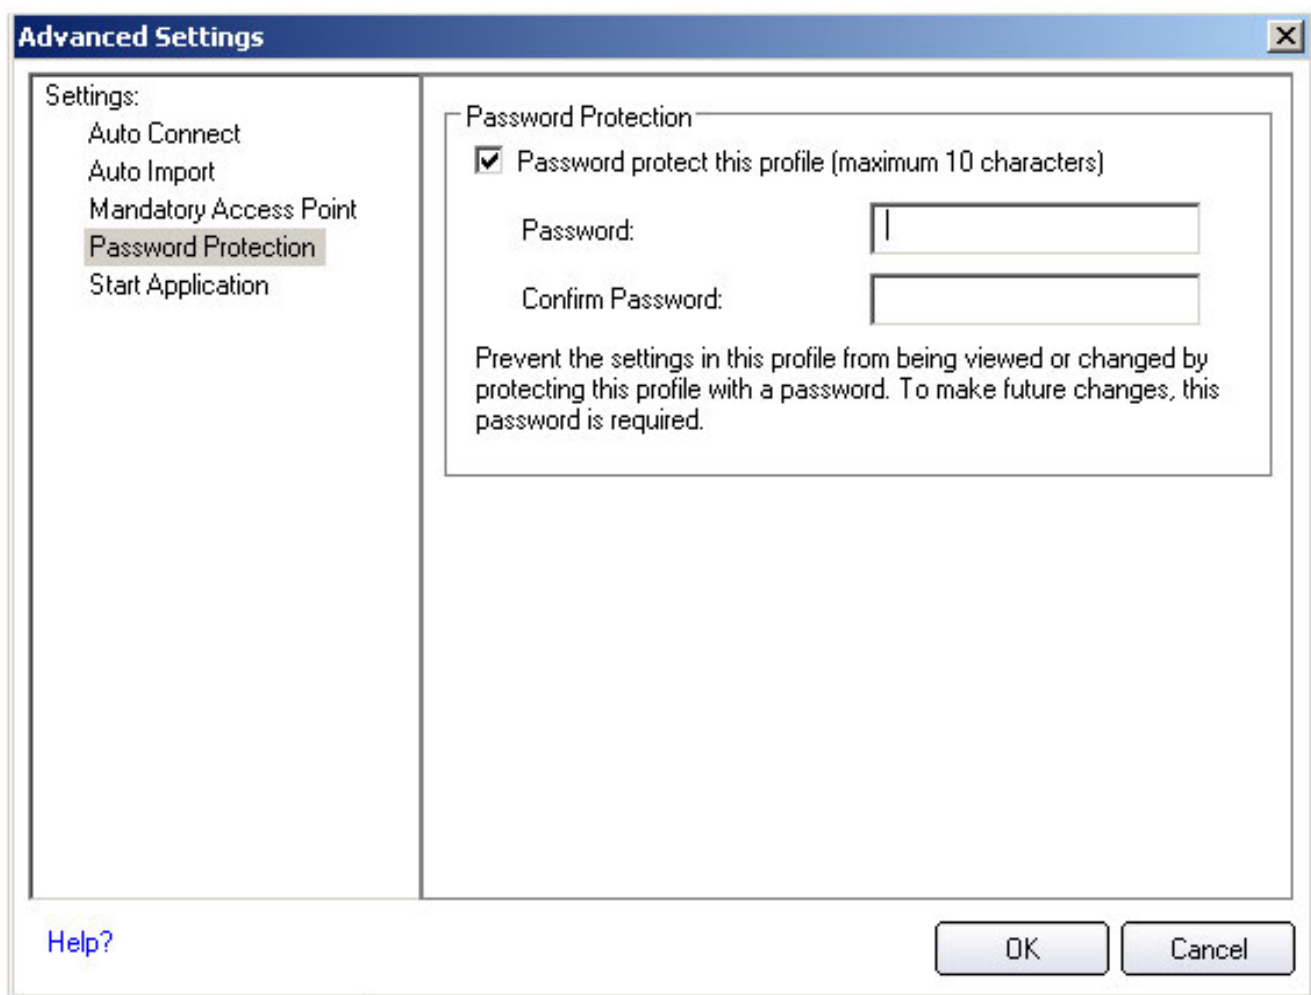 Advanced Settings
Settings:
Auto Connect
Auto Import
Mandatory Access Point
Password Protection
Start Application
Password Protection
Password protect this profile (maximum 10 characters)
Password:
Confirm Password:
Prevent the settings in this profile from being viewed or changed by
protecting this profile with a password. To make future changes, this
password is required.
Help?
OK
Cancel